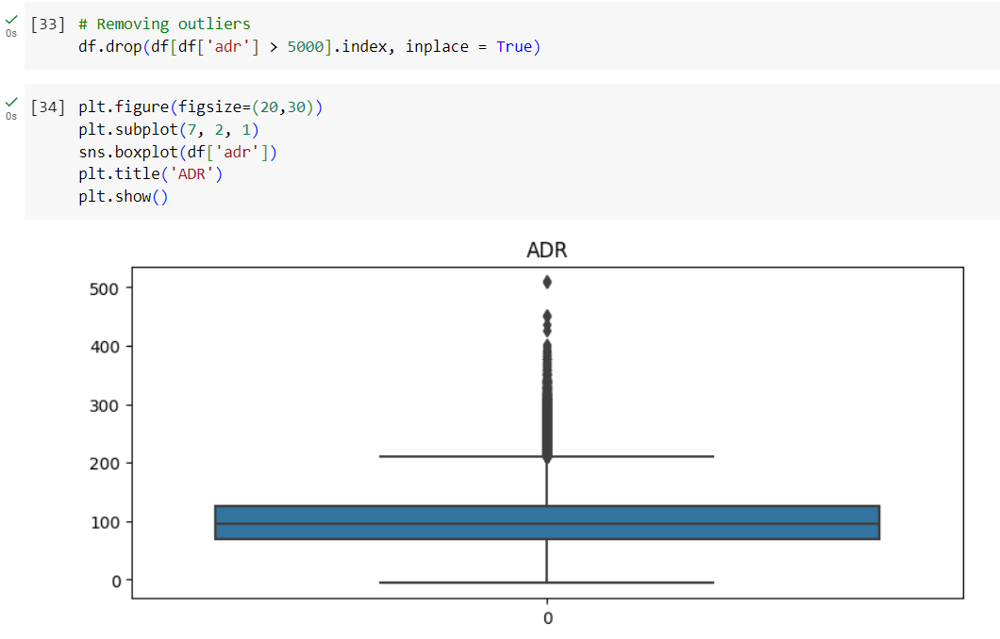 [33] # Removing outliers
df.drop(df[df['adr'] > 5000].index, inplace = True)
0s
[34] plt.figure(figsize=(20,30))
plt.subplot(7, 2, 1)
0s
sns.boxplot(df['adr'])
plt.title('ADR')
plt.show()
ADR
500
400
300
200
100
0
0